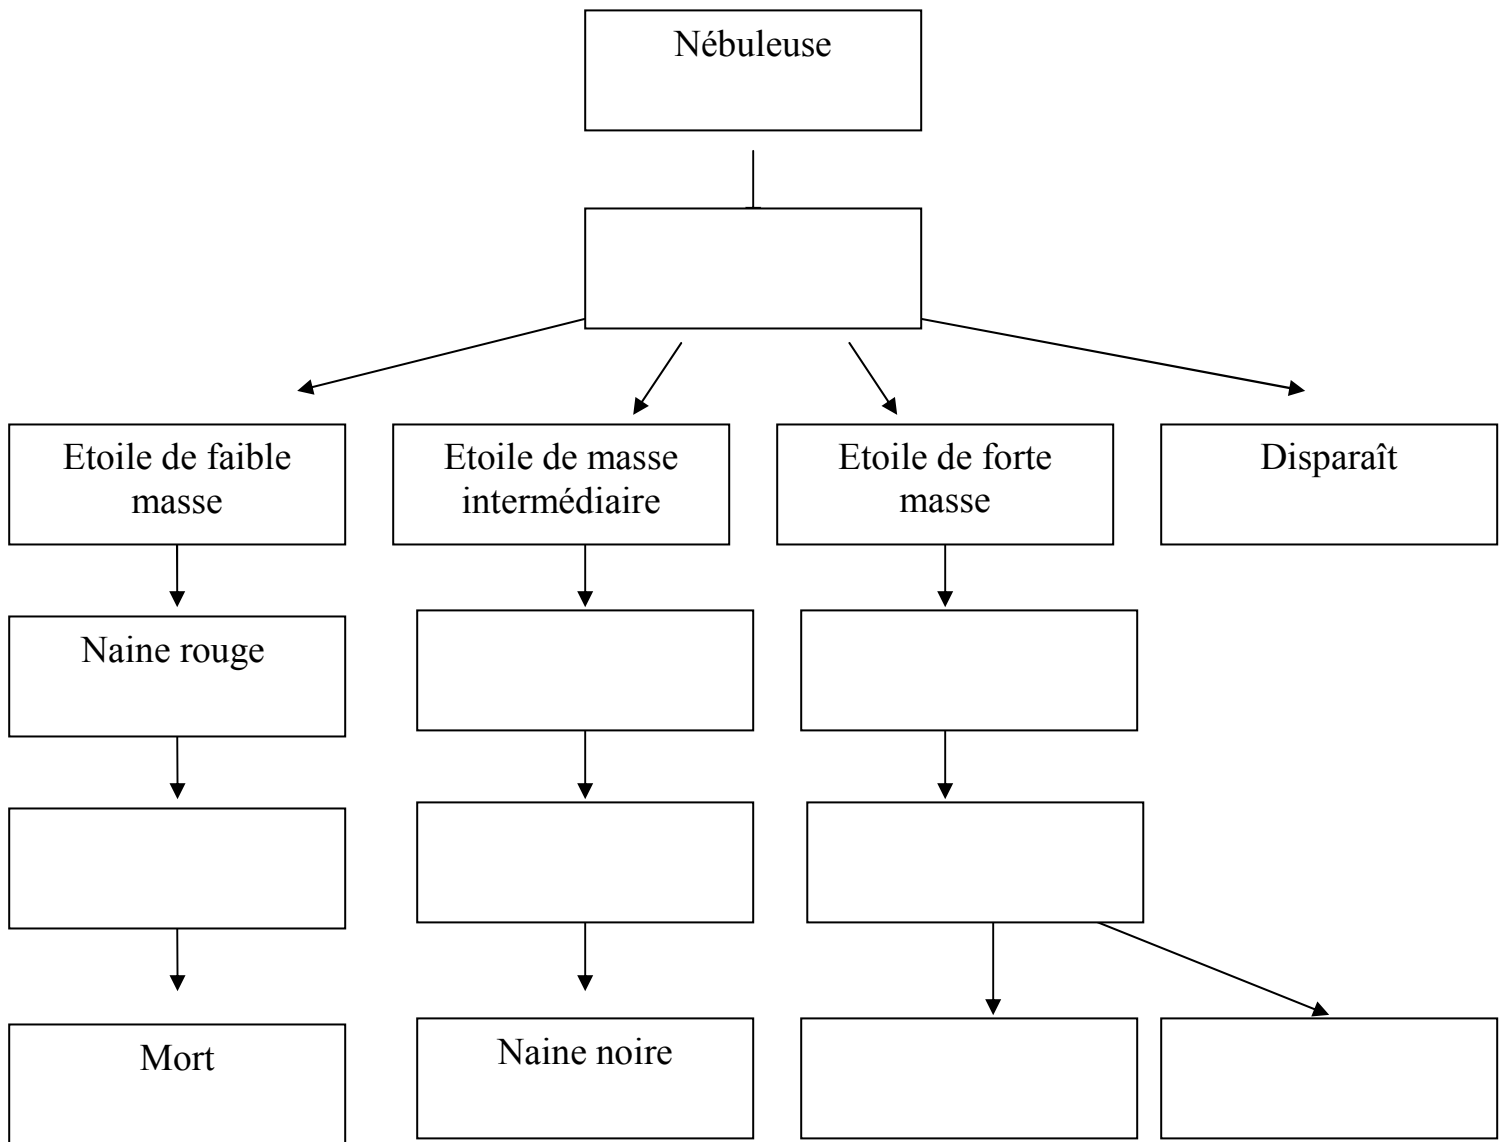 Nébuleuse
Etoile de faible
masse
Etoile de masse
intermédiaire
Etoile de forte
masse
Disparaît
Naine rouge
Mort
Naine noire